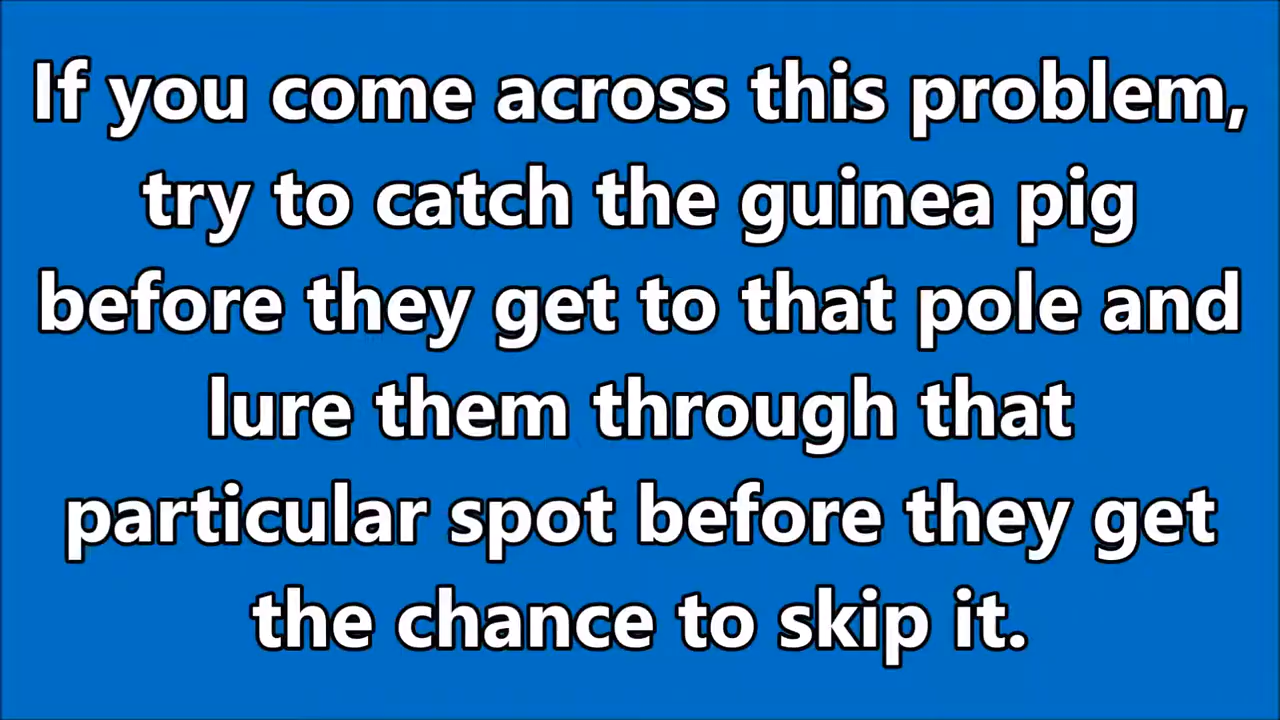 If you come across this problem,
try to catch the guinea pig
before they get to that pole and
lure them through that
particular spot before they get
the chance to skip it.